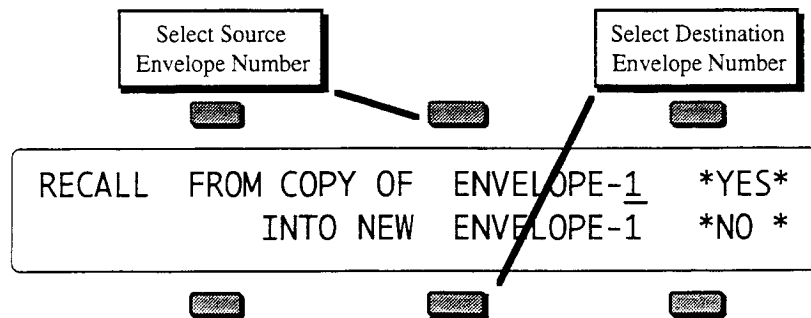 Select Source
Envelope Number
Select Destination
Envelope Number
RECALL FROM COPY OF ENVELOPE-1 *YES*
INTO NEW ENVELOPE-1 *NO *